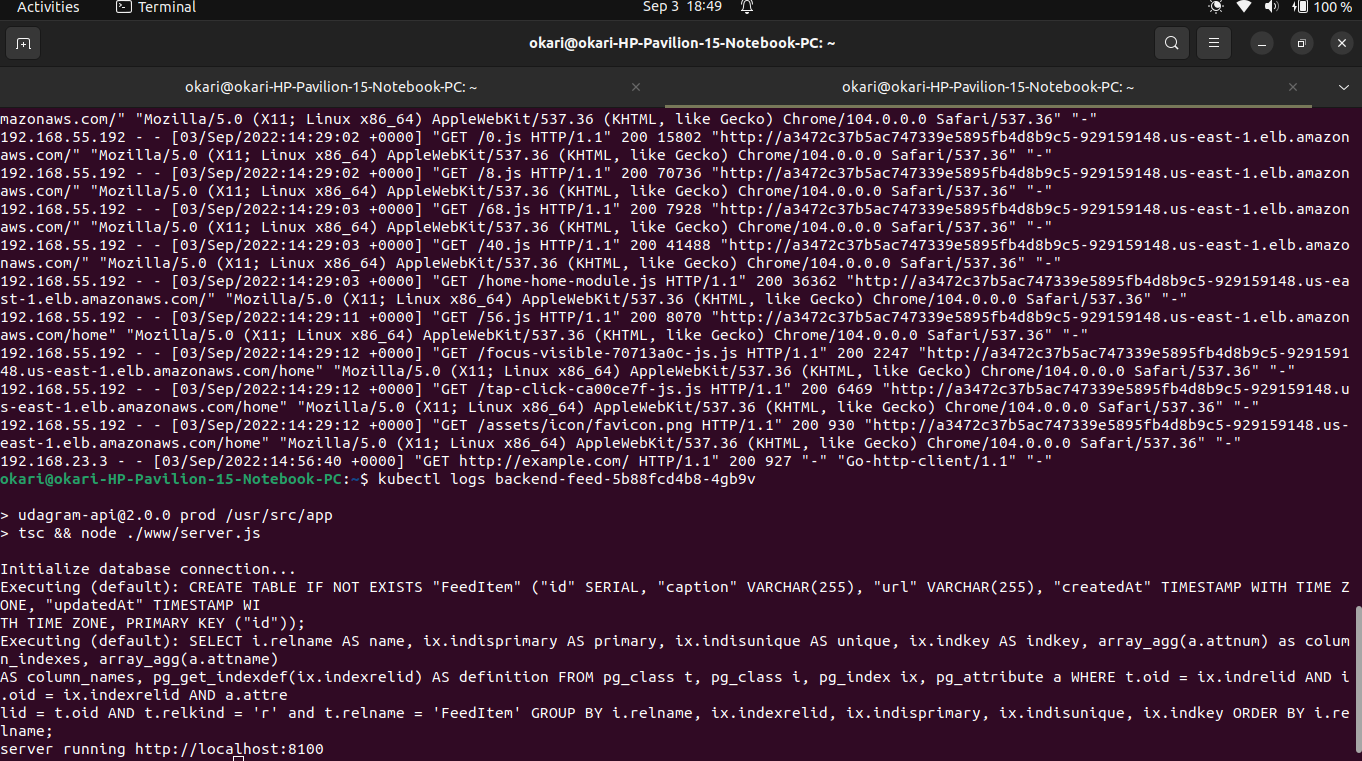 Activities Terminal Sep 3 18:49 100 %
okari@okari-HP-Pavilion-15-Notebook-PC: ~
okari@okari-HP-Pavilion-15-Notebook-PC: ~ okari@okari-HP-Pavilion-15-Notebook-PC: ~
mazonaws.com/" "Mozilla/5.0 (X11; Linux x86_64) AppleWebKit/537.36 (KHTML, like Gecko) Chrome/104.0.0.0 Safari/537.36" "-"
192.168.55.192 - - [03/Sep/2022:14:29:02 +0000] "GET /0.js HTTP/1.1" 200 15802 "http://a3472c37b5ac747339e5895fb4d8b9c5-929159148.us-east-1.elb.amazon
aws.com/" "Mozilla/5.0 (X11; Linux x86_64) AppleWebKit/537.36 (KHTML, like Gecko) Chrome/104.0.0.0 Safari/537.36" "-"
192.168.55.192 - - [03/Sep/2022:14:29:02 +0000] "GET /8.js HTTP/1.1" 200 70736 "http://a3472c37b5ac747339e5895fb4d8b9c5-929159148.us-east-1.elb.amazon
aws.com/" "Mozilla/5.0 (X11; Linux x86_64) AppleWebKit/537.36 (KHTML, like Gecko) Chrome/104.0.0.0 Safari/537.36" "-"
192.168.55.192 - - [03/Sep/2022:14:29:03 +0000] "GET /68.js HTTP/1.1" 200 7928 "http://a3472c37b5ac747339e5895fb4d8b9c5-929159148.us-east-1.elb.amazon
aws.com/" "Mozilla/5.0 (X11; Linux x86_64) AppleWebKit/537.36 (KHTML, like Gecko) Chrome/104.0.0.0 Safari/537.36" "-"
192.168.55.192 - - [03/Sep/2022:14:29:03 +0000] "GET /40.js HTTP/1.1" 200 41488 "http://a3472c37b5ac747339e5895fb4d8b9c5-929159148.us-east-1.elb.amazo
naws.com/" "Mozilla/5.0 (X11; Linux x86_64) AppleWebKit/537.36 (KHTML, like Gecko) Chrome/104.0.0.0 Safari/537.36" "-"
192.168.55.192 - - [03/Sep/2022:14:29:03 +0000] "GET /home-home-module.js HTTP/1.1" 200 36362 "http://a3472c37b5ac747339e5895fb4d8b9c5-929159148.us-ea
st-1.elb.amazonaws.com/" "Mozilla/5.0 (X11; Linux x86_64) AppleWebKit/537.36 (KHTML, like Gecko) Chrome/104.0.0.0 Safari/537.36" "-"
192.168.55.192 - - [03/Sep/2022:14:29:11 +0000] "GET /56.js HTTP/1.1" 200 8070 "http://a3472c37b5ac747339e5895fb4d8b9c5-929159148.us-east-1.elb.amazon
aws.com/home" "Mozilla/5.0 (X11; Linux x86_64) AppleWebKit/537.36 (KHTML, like Gecko) Chrome/104.0.0.0 Safari/537.36" "-"
192.168.55.192 - - [03/Sep/2022:14:29:12 +0000] "GET /focus-visible-70713a0c-js.js HTTP/1.1" 200 2247 "http://a3472c37b5ac747339e5895fb4d8b9c5-9291591
48.us-east-1.elb.amazonaws.com/home" "Mozilla/5.0 (X11; Linux x86_64) AppleWebKit/537.36 (KHTML, like Gecko) Chrome/104.0.0.0 Safari/537.36" "-"
192.168.55.192 - - [03/Sep/2022:14:29:12 +0000] "GET /tap-click-ca00ce7f-js.js HTTP/1.1" 200 6469 "http://a3472c37b5ac747339e5895fb4d8b9c5-929159148.u
s-east-1.elb.amazonaws.com/home" "Mozilla/5.0 (X11; Linux x86_64) AppleWebKit/537.36 (KHTML, like Gecko) Chrome/104.0.0.0 Safari/537.36" "-"
192.168.55.192 - - [03/Sep/2022:14:29:12 +0000] "GET /assets/icon/favicon.png HTTP/1.1" 200 930 "http://a3472c37b5ac747339e5895fb4d8b9c5-929159148.us-
east-1.elb.amazonaws.com/home" "Mozilla/5.0 (X11; Linux x86_64) AppleWebKit/537.36 (KHTML, like Gecko) Chrome/104.0.0.0 Safari/537.36" "-"
192.168.23.3 - - [03/Sep/2022:14:56:40 +0000] "GET http://example.com/ HTTP/1.1" 200 927 "-" "Go-http-client/1.1" "-"
okari@okari-HP-Pavilion-15-Notebook-PC:~$ kubectl logs backend-feed-5b88fcd4b8-4gb9v
> udagram-api@2.0.0 prod /usr/src/app
> tsc && node ./www/server.js
Initialize database connection...
Executing (default): CREATE TABLE IF NOT EXISTS "FeedItem" ("id" SERIAL, "caption" VARCHAR(255), "url" VARCHAR(255), "createdAt" TIMESTAMP WITH TIME Z
ONE, "updatedAt" TIMESTAMP WI
TH TIME ZONE, PRIMARY KEY ("id"));
Executing (default): SELECT i.relname AS name, ix.indisprimary AS primary, ix.indisunique AS unique, ix.indkey AS indkey, array_agg(a.attnum) as colum
n_indexes, array_agg(a.attname)
AS column_names, pg_get_indexdef(ix.indexrelid) AS definition FROM pg_class t, pg_class i, pg_index ix, pg_attribute a WHERE t.oid = ix.indrelid AND i
.oid = ix.indexrelid AND a.attre
lid = t.oid AND t.relkind = 'r' and t.relname = 'FeedItem' GROUP BY i.relname, ix.indexrelid, ix.indisprimary, ix.indisunique, ix.indkey ORDER BY i.re
lname;
server running http://localhost:8100